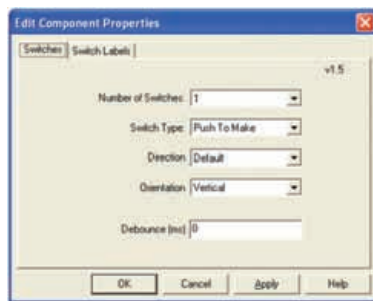 Edit Component Properties
Switches Switch Labels
v1.5
Number of Switches: 1
Switch Type: Push To Make
Direction: Default
Orientation: Vertical
Debounce (ms) 0
OK Cancel Apply Help